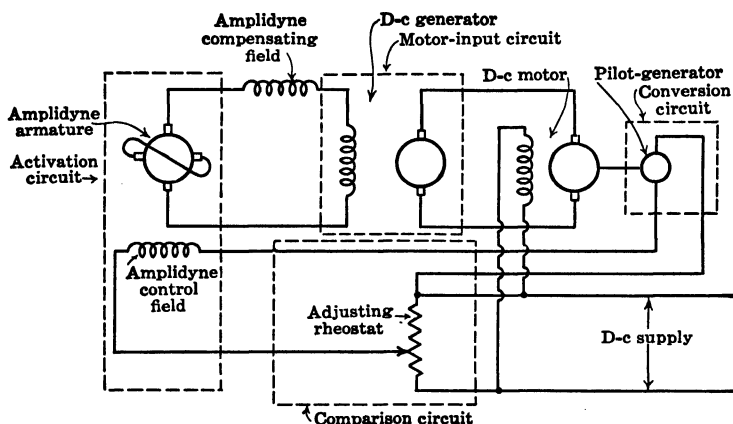 Amplidyne
compensating
field
D-c generator
Motor-input circuit
D-c motor
Pilot-generator
Conversion
circuit
Amplidyne
armature
Activation
circuit
Amplidyne
control
field
Adjusting
rheostat
D-c supply
Comparison circuit